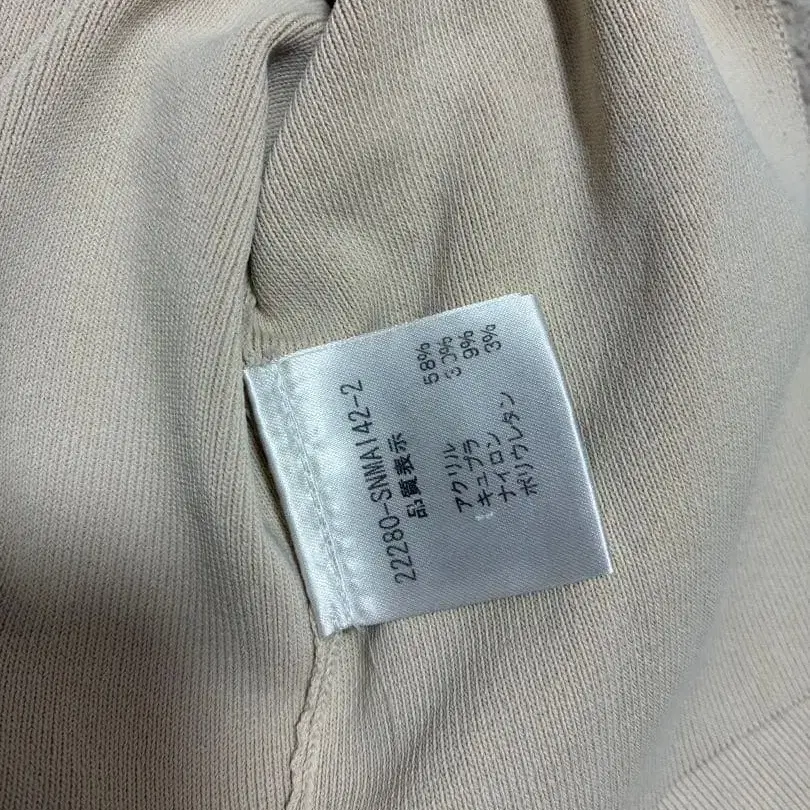 22280-SNMA142-2
品質表示
アクリル 58%
キュプラ 30%
ナイロン 9%
ポリウレタン 3%